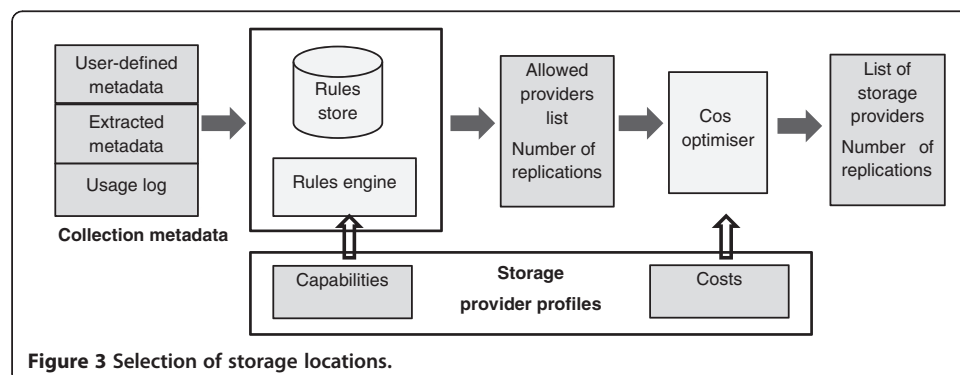 User-defined
metadata
Extracted
metadata
Usage log
Collection metadata
Rules
store
Rules engine
Allowed
providers
list
Number of
replications
Cos
optimiser
List of
storage
providers
Number of
replications
Capabilities
Storage
provider profiles
Costs
Figure 3 Selection of storage locations.